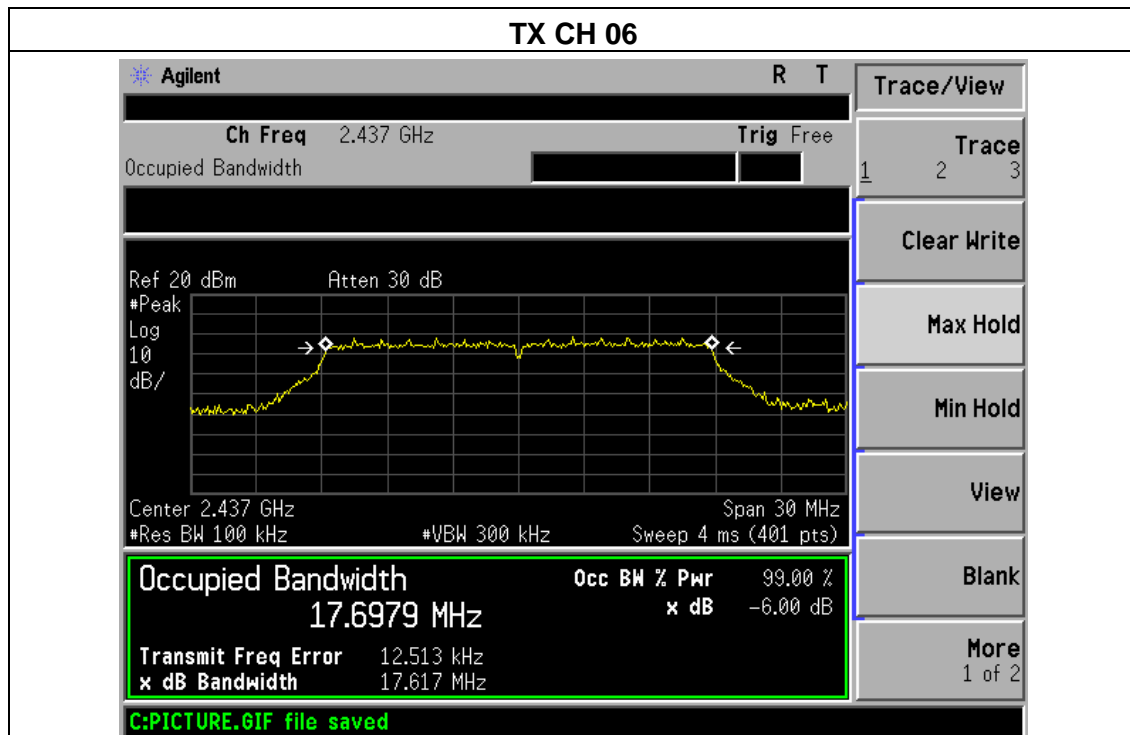 TX CH 06
Agilent R T
Trace/View
Ch Freq 2.437 GHz Trig Free
Occupied Bandwidth
Trace
1 2 3
Clear Write
Ref 20 dBm Atten 30 dB
#Peak
Log
10
dB/
Max Hold
Min Hold
View
Center 2.437 GHz Span 30 MHz
#Res BW 100 kHz #VBW 300 kHz Sweep 4 ms (401 pts)
Occupied Bandwidth Occ BW % Pwr 99.00 %
17.6979 MHz x dB -6.00 dB
Blank
Transmit Freq Error 12.513 kHz
x dB Bandwidth 17.617 MHz
More
1 of 2
C:PICTURE.GIF file saved